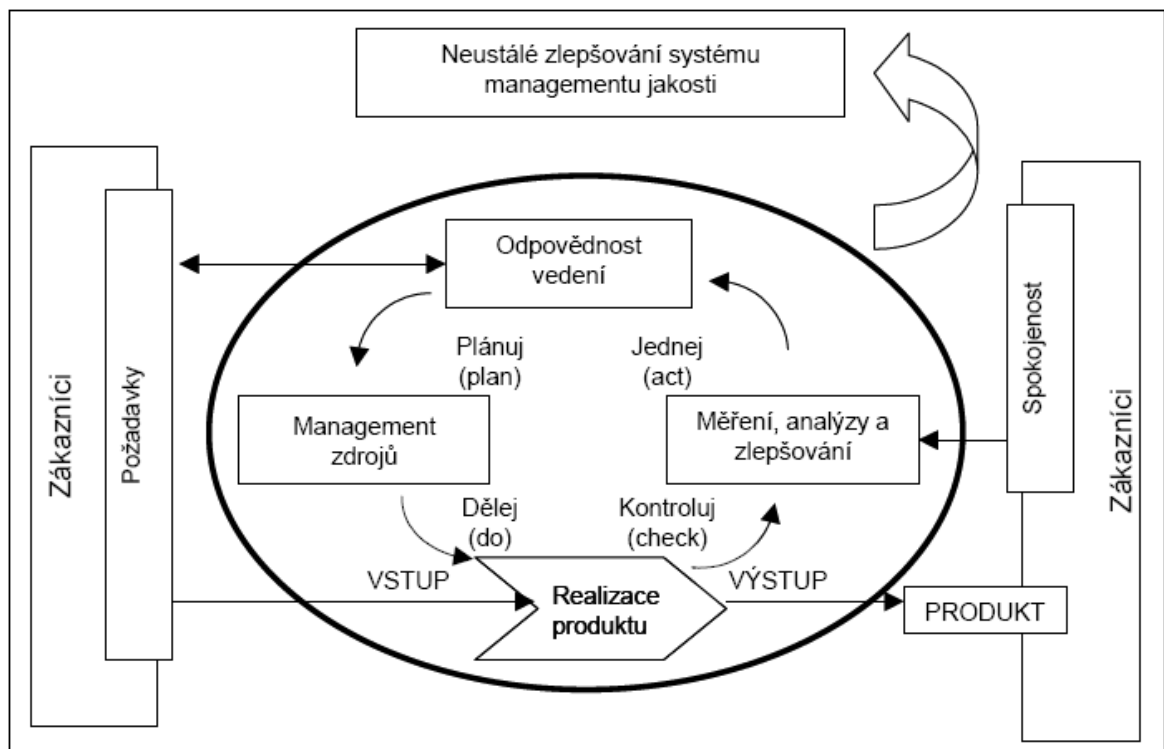 Neustálé zlepšování systému
managementu jakosti
Zákazníci
Požadavky
Odpovědnost
vedení
Plánuj
(plan)
Jednej
(act)
Management
zdrojů
Měření, analýzy a
zlepšování
Dělej
(do)
Kontroluj
(check)
VSTUP
Realizace
produktu
VÝSTUP
PRODUKT
Spokojenost
Zákazníci